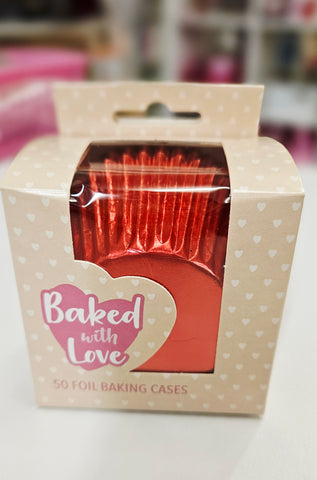 Baked
with
Love
50 FOIL BAKING CASES